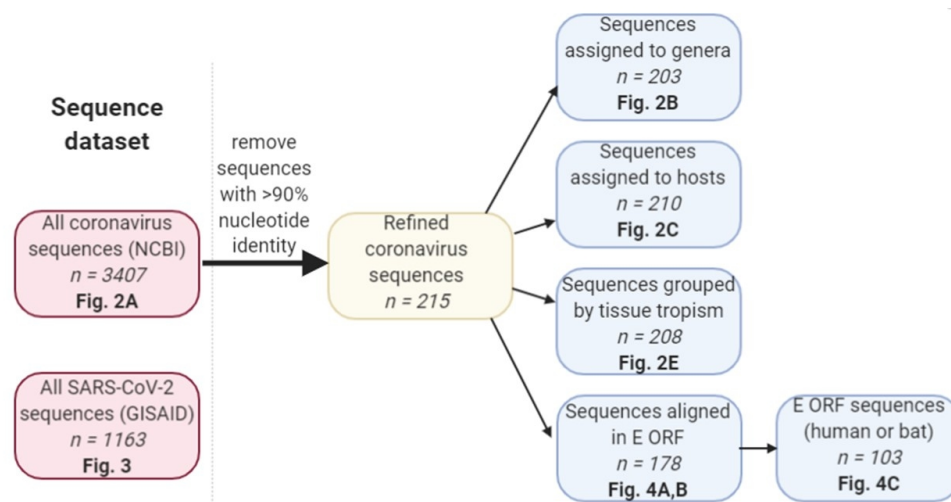 Sequence
dataset
All coronavirus
sequences (NCBI)
n = 3407
Fig. 2A
All SARS-CoV-2
sequences (GISAID)
n = 1163
Fig. 3
remove
sequences
with >90%
nucleotide
identity
Refined
coronavirus
sequences
n = 215
Sequences
assigned to genera
n = 203
Fig. 2B
Sequences
assigned to hosts
n = 210
Fig. 2C
Sequences grouped
by tissue tropism
n = 208
Fig. 2E
Sequences aligned
in E ORF
n = 178
Fig. 4A,B
E ORF sequences
(human or bat)
n = 103
Fig. 4C